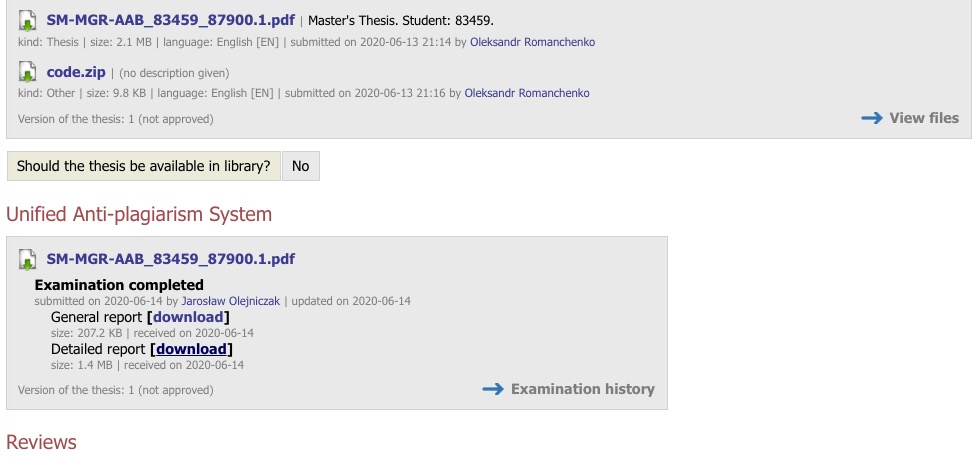 SM-MGR-AAB_83459_87900.1.pdf | Master's Thesis. Student: 83459.
kind: Thesis | size: 2.1 MB | language: English [EN] | submitted on 2020-06-13 21:14 by Oleksandr Romanchenko
code.zip | (no description given)
kind: Other | size: 9.8 KB | language: English [EN] | submitted on 2020-06-13 21:16 by Oleksandr Romanchenko
Version of the thesis: 1 (not approved) View files
Should the thesis be available in library? No
Unified Anti-plagiarism System
SM-MGR-AAB_83459_87900.1.pdf
Examination completed
submitted on 2020-06-14 by Jarosław Olejniczak | updated on 2020-06-14
General report [download]
size: 207.2 KB | received on 2020-06-14
Detailed report [download]
size: 1.4 MB | received on 2020-06-14
Version of the thesis: 1 (not approved) Examination history
Reviews